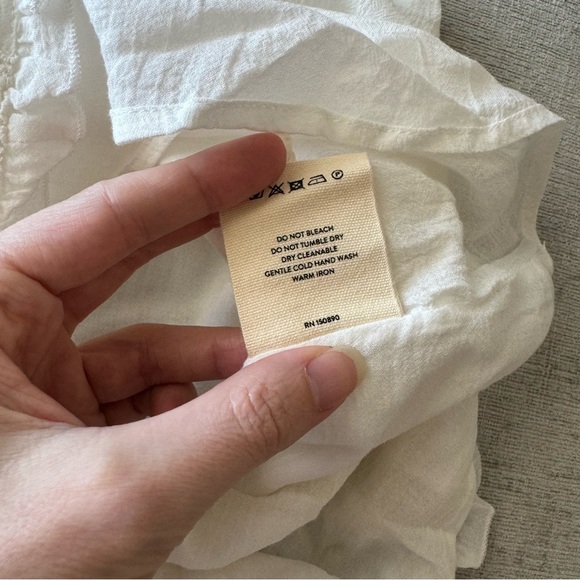 DO NOT BLEACH
DO NOT TUMBLE DRY
DRY CLEANABLE
GENTLE COLD HAND WASH
WARM IRON
RN 150890